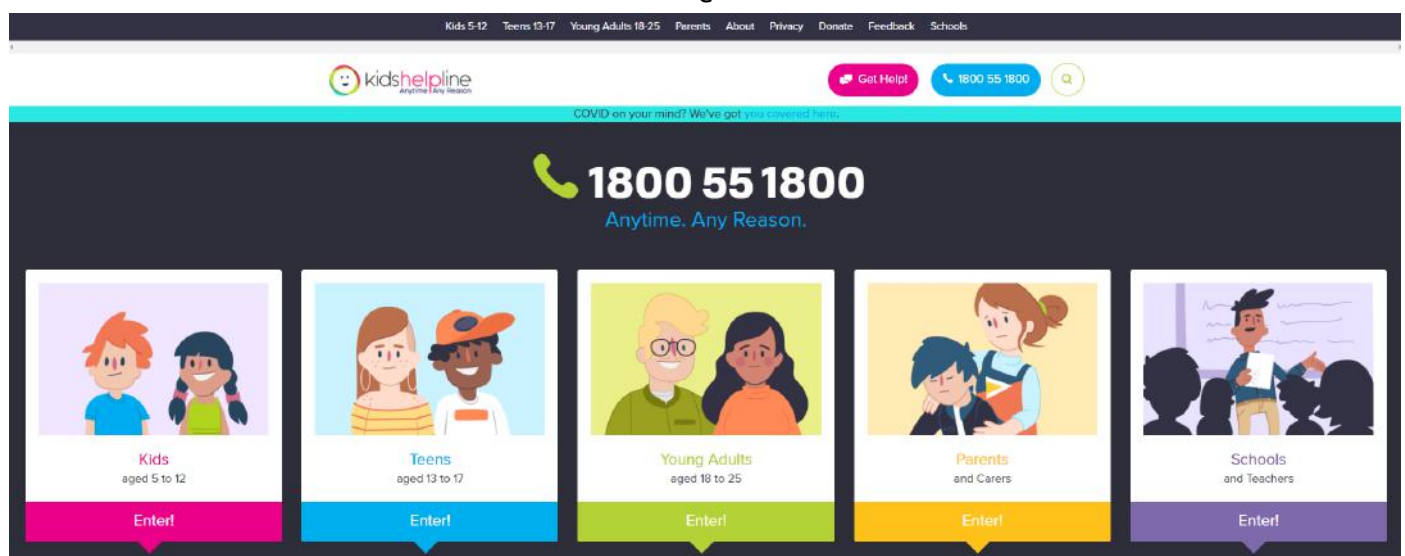 Kids 5-12 Teens 13-17 Young Adults 18-25 Parents About Privacy Donate Feedback Schools
kidshelpline
Anytime Any Reason
Get Help!
1800 55 1800
COVID on your mind? We've got you covered here.
1800 55 1800
Anytime. Any Reason.
Kids
aged 5 to 12
Enter!
Teens
aged 13 to 17
Enter!
Young Adults
aged 18 to 25
Enter!
Parents
and Carers
Enter!
Schools
and Teachers
Enter!